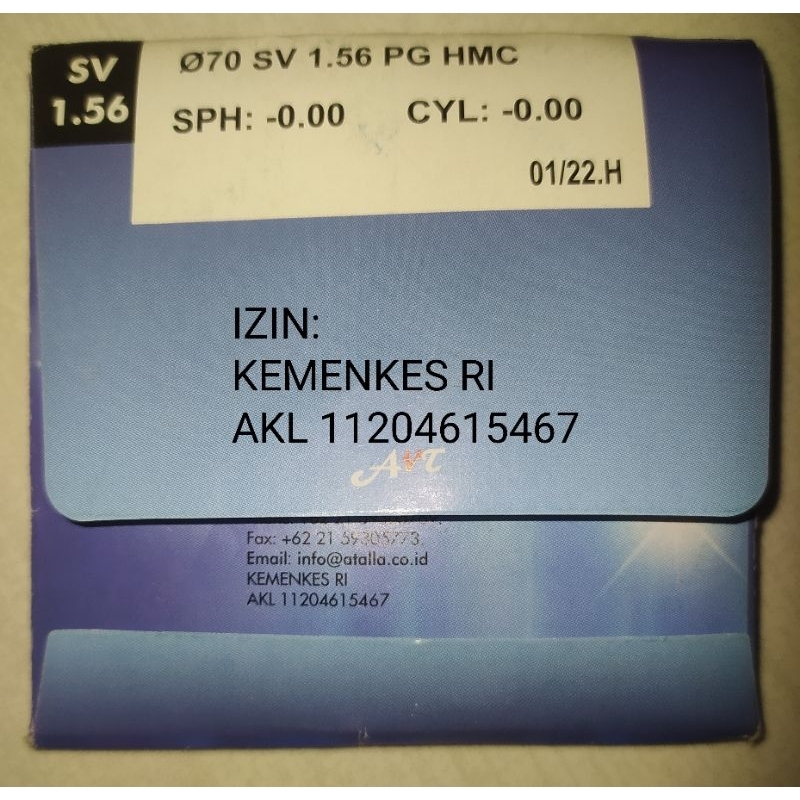 SV
1.56
Ø70 SV 1.56 PG HMC
SPH: -0.00 CYL: -0.00
01/22.H
IZIN:
KEMENKES RI
AKL 11204615467
Fax: +62 21 59305773
Email: info@atalla.co.id
KEMENKES RI
AKL 11204615467